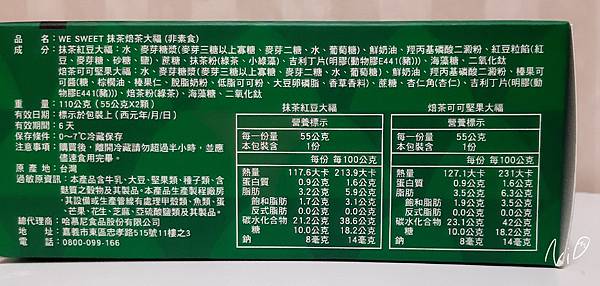 品　　名：WE SWEET 抹茶焙茶大福 (非素食)
成　　分：抹茶紅豆大福：水、麥芽糖漿(麥芽三糖以上寡糖、麥芽二糖、水、葡萄糖)、鮮奶油、羥丙基磷酸二澱粉、紅豆粒餡(紅
豆、麥芽糖、砂糖、鹽)、蔗糖、抹茶粉(綠茶、小綠藻)、吉利丁片(明膠(動物膠E441(豬)))、海藻糖、二氧化鈦
焙茶可可堅果大福：水、麥芽糖漿(麥芽三糖以上寡糖、麥芽二糖、水、葡萄糖)、鮮奶油、羥丙基磷酸二澱粉、榛果可
可醬(糖、棕櫚油、榛果仁、脫脂奶粉、低脂可可粉、大豆卵磷脂、香草香料)、蔗糖、杏仁角(杏仁)、吉利丁片(明膠(動
物膠E441(豬)))、焙茶粉(綠茶)、海藻糖、二氧化鈦
重　　量：110公克 (55公克X2顆)
有效日期：標示於包裝上 (西元年/月/日)
有效期限：6天
保存條件：0～7℃冷藏保存
注意事項：購買後，離開冷藏請勿超過半小時，並應
儘速食用完畢。
原 產 地：台灣
過敏原資訊：本產品含牛乳、大豆、堅果類、種子類、含
麩質之穀物及其製品。本產品生產製程廠房
，其設備或生產管線有處理甲殼類、魚類、蛋
、芒果、花生、芝麻、亞硫酸鹽類及其製品。
總代理商：哈嘉記食品股份有限公司
地　　址：嘉義市東區忠孝路515號11樓之3
電　　話：0800-099-166
抹茶紅豆大福
營養標示
每一份量 55公克
本包裝含 1份
每份 每100公克
熱量 117.6大卡 213.9大卡
蛋白質 0.9公克 1.6公克
脂肪 3.2公克 5.9公克
飽和脂肪 1.7公克 3.1公克
反式脂肪 0.0公克 0.0公克
碳水化合物 21.2公克 38.6公克
糖 10.0公克 18.2公克
鈉 8毫克 14毫克
焙茶可可堅果大福
營養標示
每一份量 55公克
本包裝含 1份
每份 每100公克
熱量 127.1大卡 231大卡
蛋白質 0.9公克 1.6公克
脂肪 3.5公克 6.3公克
飽和脂肪 1.9公克 3.5公克
反式脂肪 0.0公克 0.0公克
碳水化合物 23.1公克 42公克
糖 10.0公克 18.2公克
鈉 8毫克 14毫克